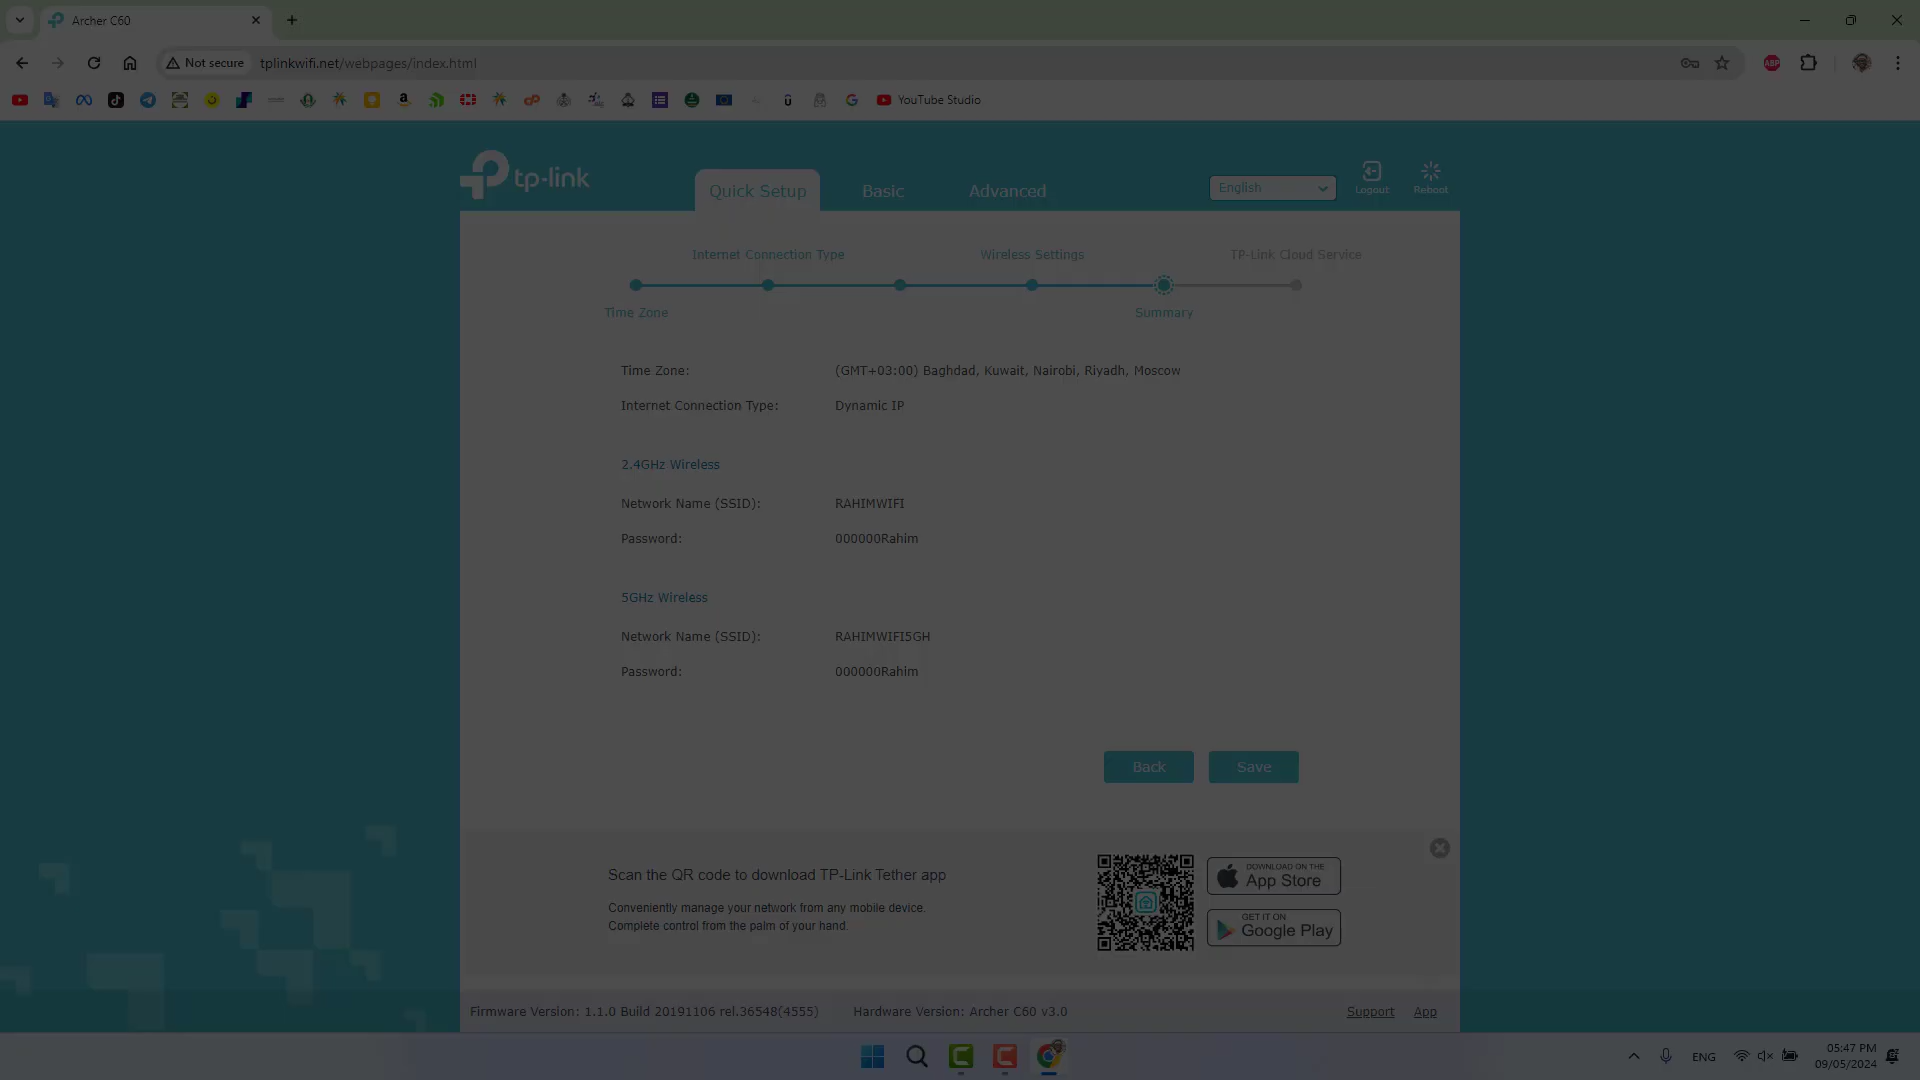 Archer C60
Not secure
tplinkwifi.net/webpages/index.html
ABP
YouTube Studio
tp-link
Quick Setup
Basic
Advanced
English
Logout
Reboot
Internet Connection Type
Wireless Settings
TP-Link Cloud Service
Time Zone
Summary
Time Zone: (GMT+03:00) Baghdad, Kuwait, Nairobi, Riyadh, Moscow
Internet Connection Type: Dynamic IP
2.4GHz Wireless
Network Name (SSID): RAHIMWIFI
Password: 000000Rahim
5GHz Wireless
Network Name (SSID): RAHIMWIFI5GH
Password: 000000Rahim
Back
Save
Scan the QR code to download TP-Link Tether app
Conveniently manage your network from any mobile device.
Complete control from the palm of your hand.
DOWNLOAD ON THE
App Store
GET IT ON
Google Play
Firmware Version: 1.1.0 Build 20191106 rel.36548(4555)
Hardware Version: Archer C60 v3.0
Support
App
ENG
05:47 PM
09/05/2024